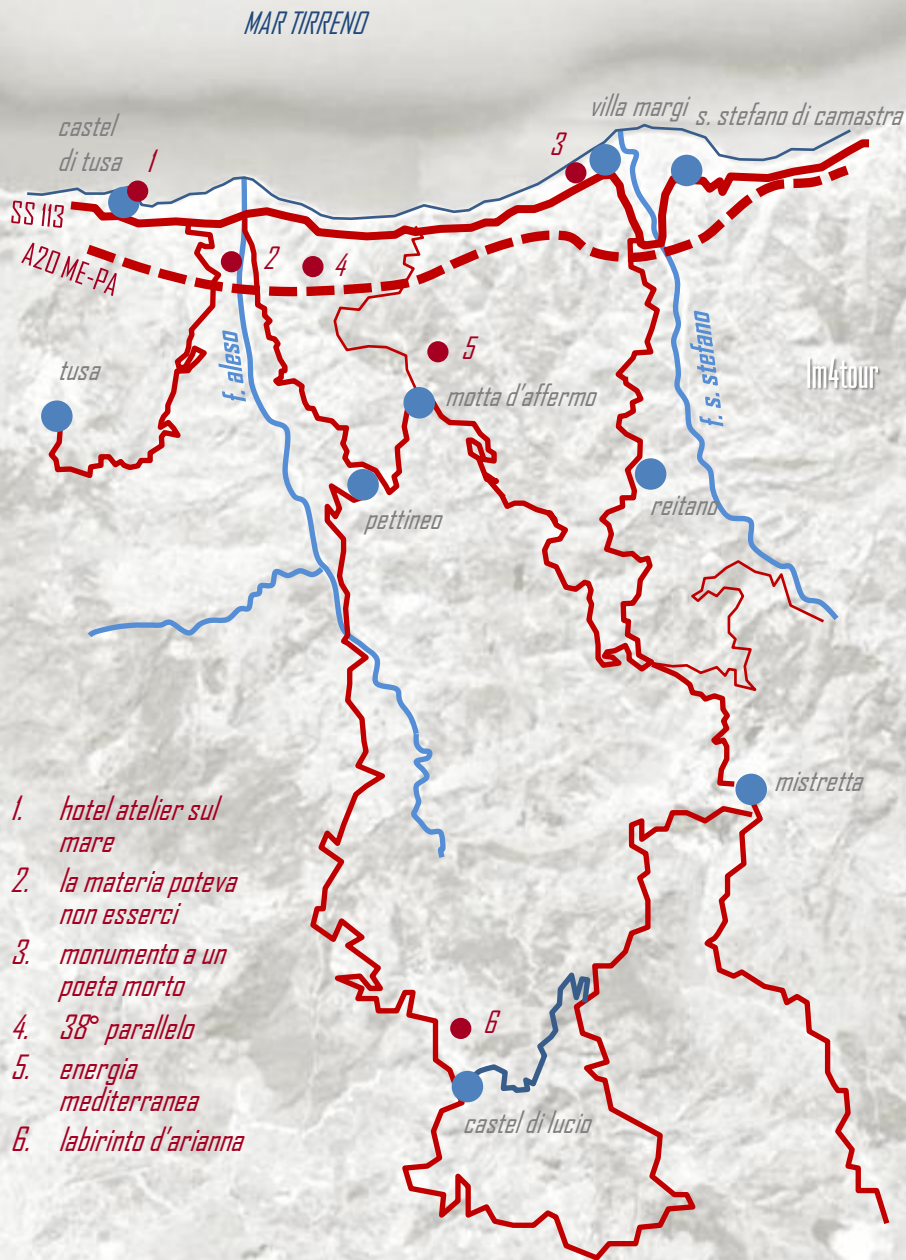 MAR TIRRENO
villa margi
s. stefano di camastra
castel
di tusa
1
3
SS 113
A20 ME-PA
2
4
f. aleso
f. s. stefano
5
tusa
lm4tour
motta d'affermo
pettineo
reitano
mistretta
1. hotel atelier sul
mare
2. la materia poteva
non esserci
3. monumento a un
poeta morto
4. 38° parallelo
5. energia
mediterranea
6. labirinto d'arianna
6
castel di lucio